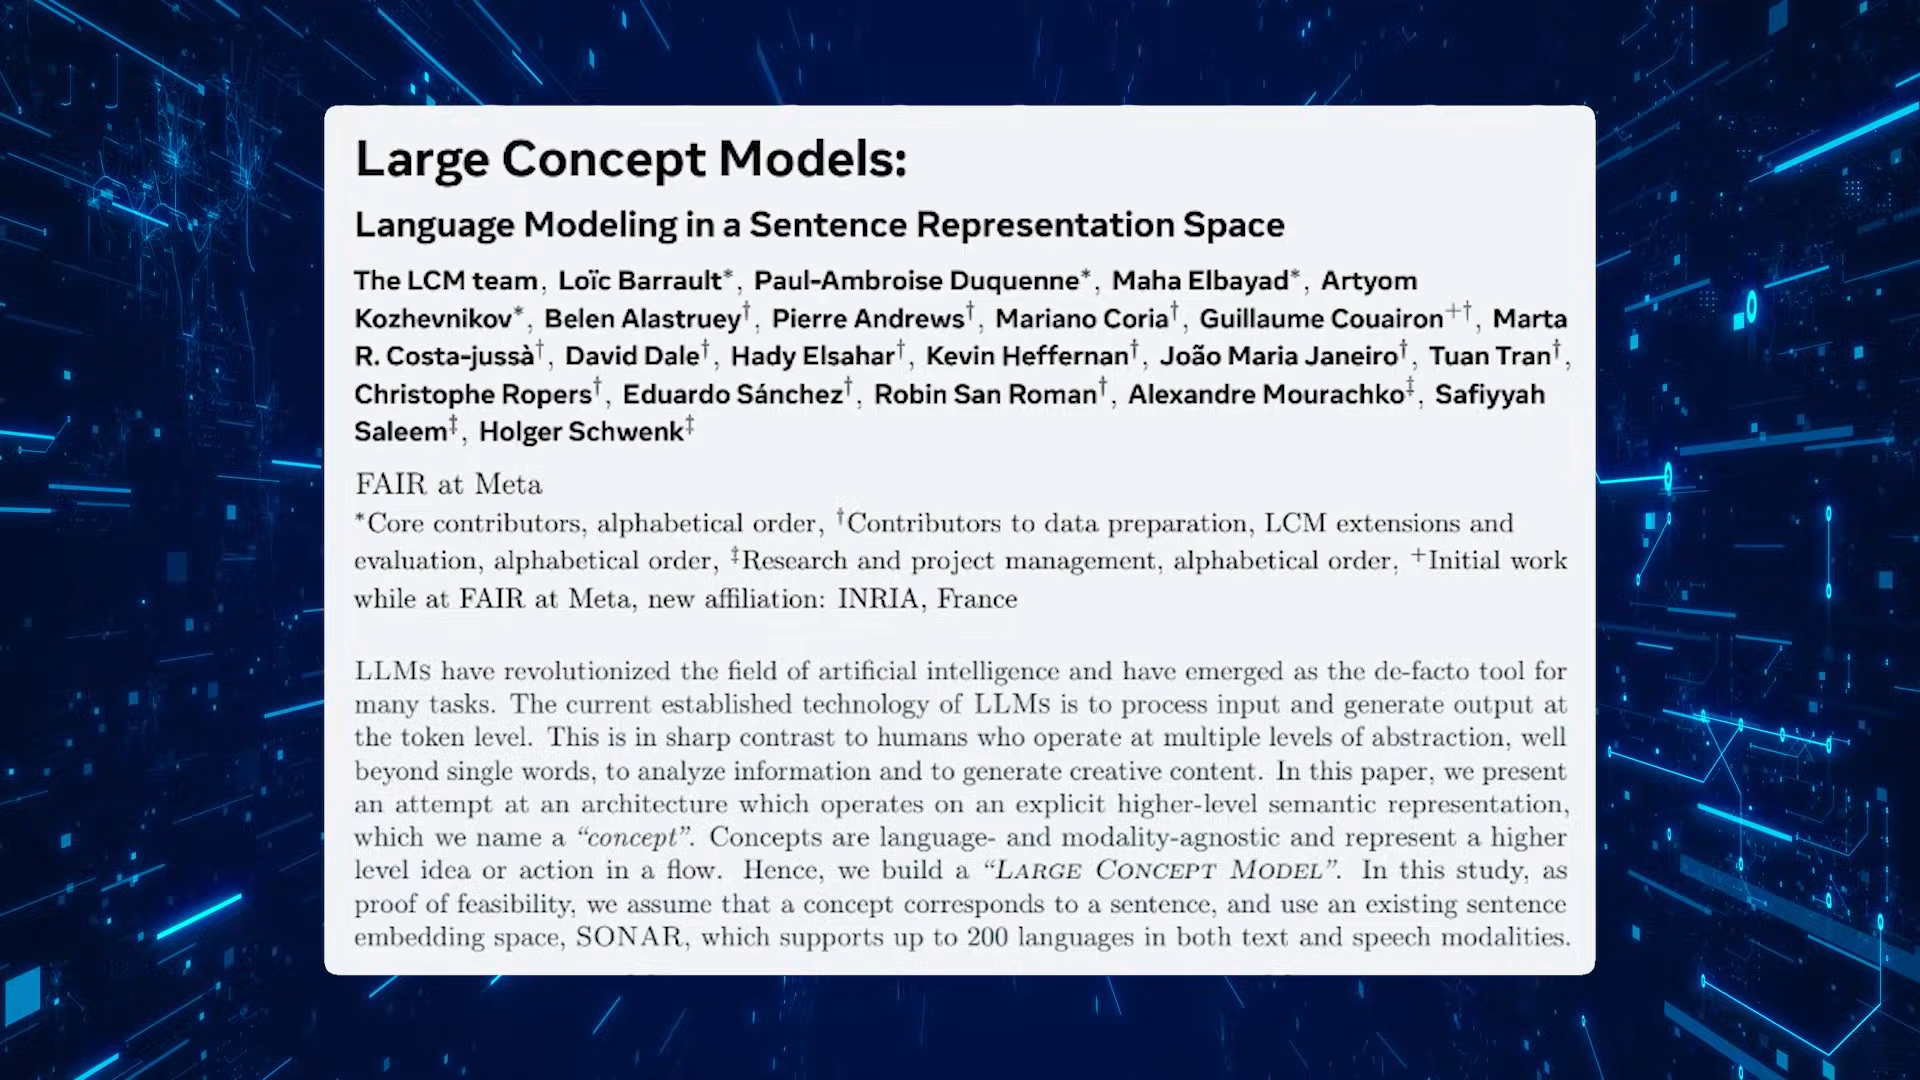 Large Concept Models:
Language Modeling in a Sentence Representation Space
The LCM team, Loïc Barrault*, Paul-Ambroise Duquenne*, Maha Elbayad*, Artyom
Kozhevnikov*, Belen Alastruey†, Pierre Andrews†, Mariano Coria†, Guillaume Couairon+†, Marta
R. Costa-jussà†, David Dale†, Hady Elsahar†, Kevin Heffernan†, João Maria Janeiro†, Tuan Tran†,
Christophe Ropers†, Eduardo Sánchez†, Robin San Roman†, Alexandre Mourachko‡, Safiyyah
Saleem‡, Holger Schwenk‡
FAIR at Meta
*Core contributors, alphabetical order, †Contributors to data preparation, LCM extensions and
evaluation, alphabetical order, ‡Research and project management, alphabetical order, +Initial work
while at FAIR at Meta, new affiliation: INRIA, France
LLMs have revolutionized the field of artificial intelligence and have emerged as the de-facto tool for
many tasks. The current established technology of LLMs is to process input and generate output at
the token level. This is in sharp contrast to humans who operate at multiple levels of abstraction, well
beyond single words, to analyze information and to generate creative content. In this paper, we present
an attempt at an architecture which operates on an explicit higher-level semantic representation,
which we name a “concept”. Concepts are language- and modality-agnostic and represent a higher
level idea or action in a flow. Hence, we build a “LARGE CONCEPT MODEL”. In this study, as
proof of feasibility, we assume that a concept corresponds to a sentence, and use an existing sentence
embedding space, SONAR, which supports up to 200 languages in both text and speech modalities.